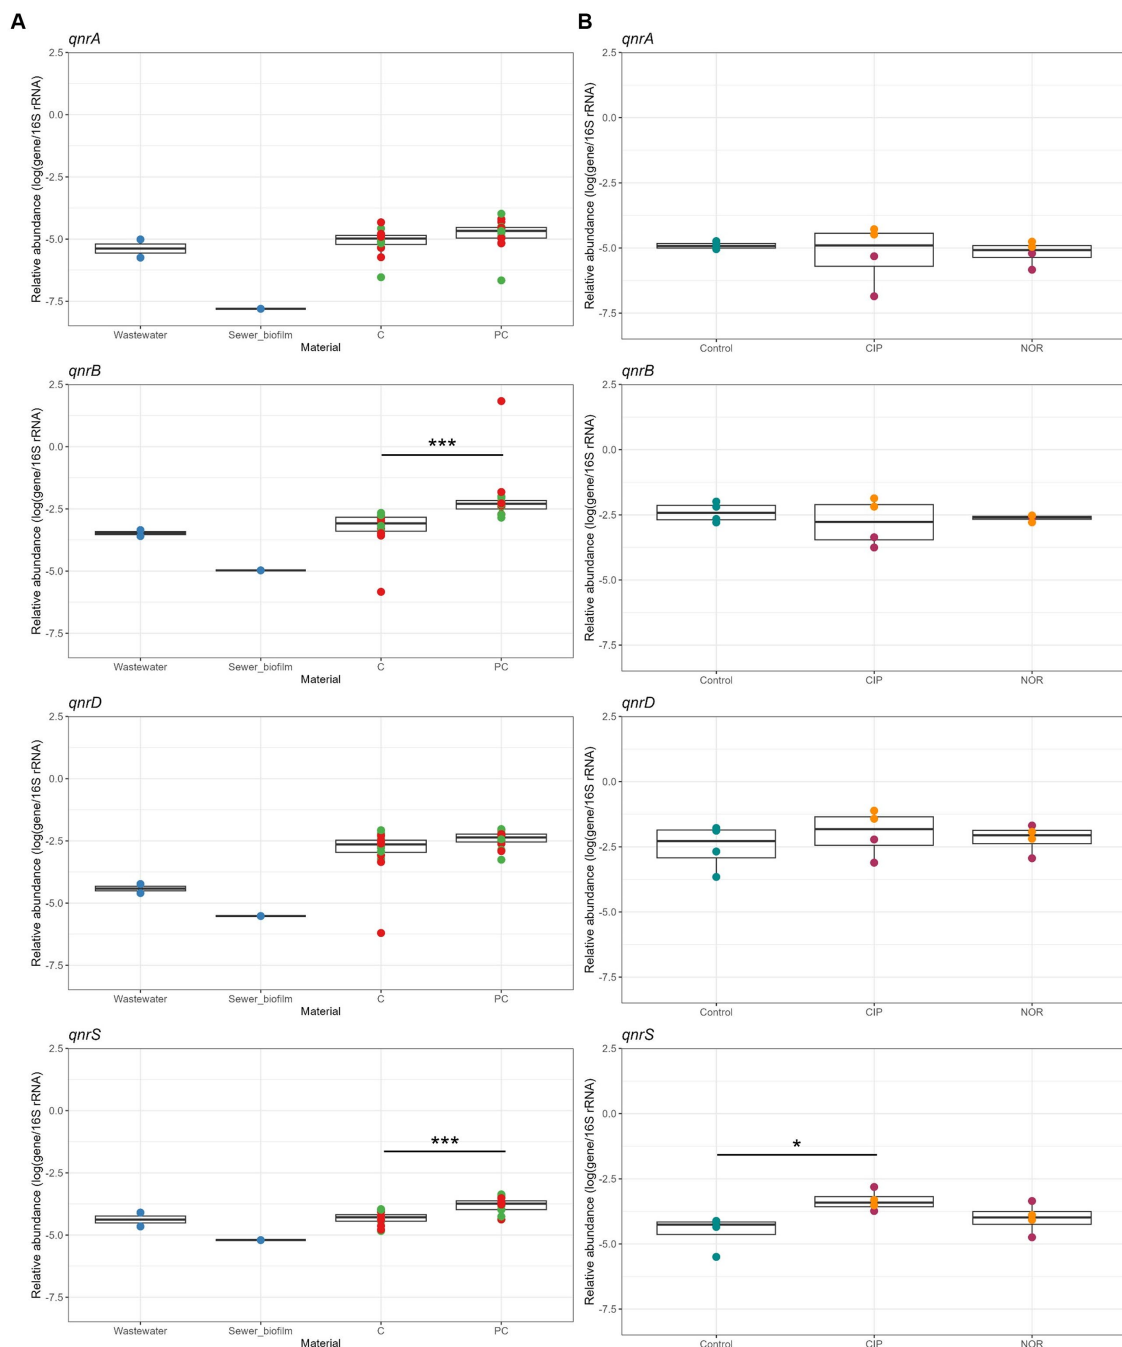 A
qnrA
Relative abundance (log(gene/16S rRNA)
2.5
0.0
-2.5
-5.0
-7.5
Wastewater Sewer_biofilm C PC
Material
qnrB
Relative abundance (log(gene/16S rRNA)
2.5
0.0
-2.5
-5.0
-7.5
***
Wastewater Sewer_biofilm C PC
Material
qnrD
Relative abundance (log(gene/16S rRNA)
2.5
0.0
-2.5
-5.0
-7.5
Wastewater Sewer_biofilm C PC
Material
qnrS
Relative abundance (log(gene/16S rRNA)
2.5
0.0
-2.5
-5.0
-7.5
***
Wastewater Sewer_biofilm C PC
Material
B
qnrA
Relative abundance (log(gene/16S rRNA)
2.5
0.0
-2.5
-5.0
-7.5
Control CIP NOR
qnrB
Relative abundance (log(gene/16S rRNA)
2.5
0.0
-2.5
-5.0
-7.5
Control CIP NOR
qnrD
Relative abundance (log(gene/16S rRNA)
2.5
0.0
-2.5
-5.0
-7.5
Control CIP NOR
qnrS
Relative abundance (log(gene/16S rRNA)
2.5
0.0
-2.5
-5.0
-7.5
*
Control CIP NOR